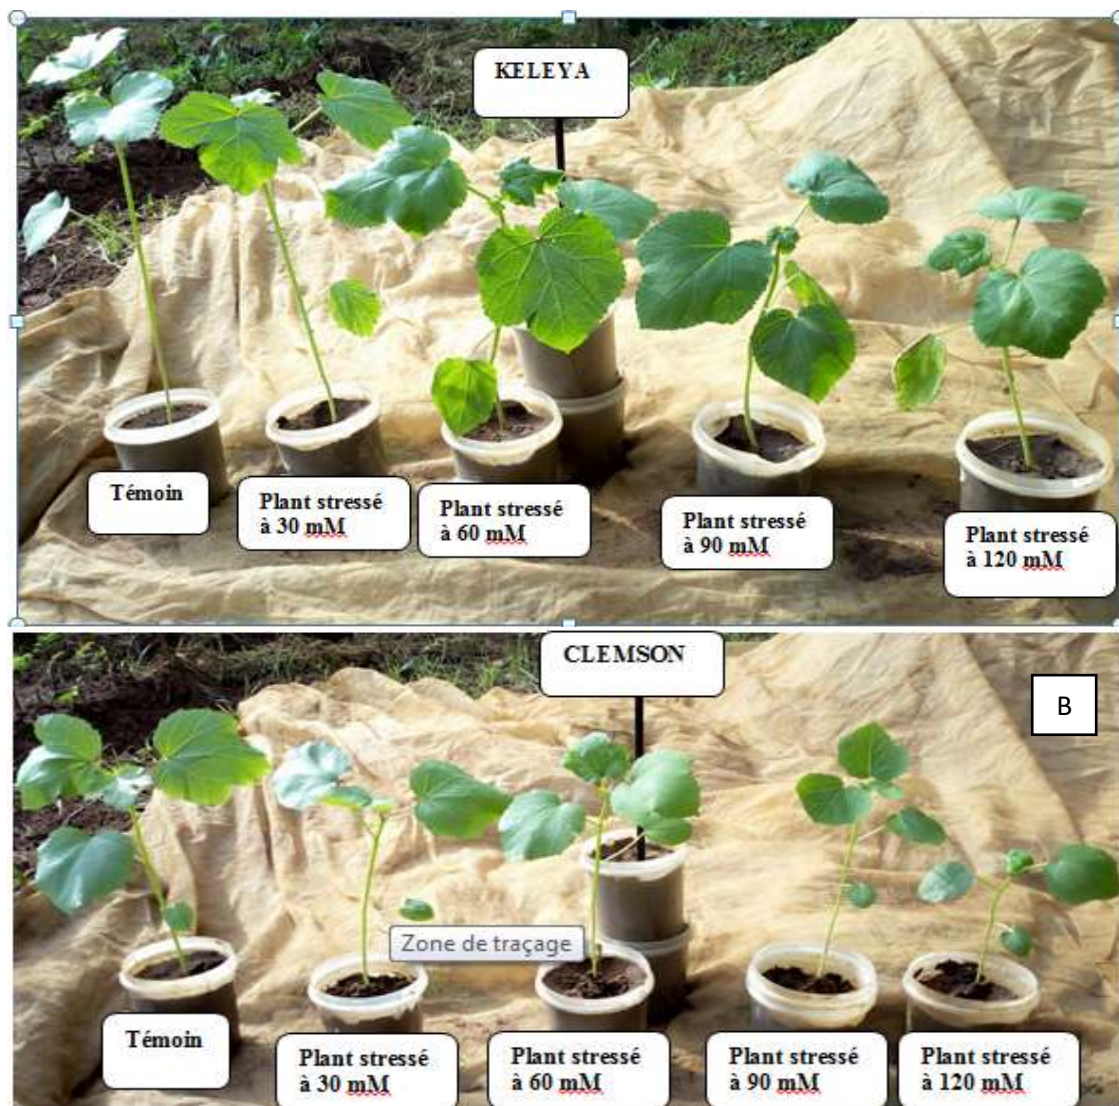 KELEYA
Témoin
Plant stressé
à 30 mM
Plant stressé
à 60 mM
Plant stressé
à 90 mM
Plant stressé
à 120 mM
CLEMSON
B
Zone de traçage
Témoin
Plant stressé
à 30 mM
Plant stressé
à 60 mM
Plant stressé
à 90 mM
Plant stressé
à 120 mM